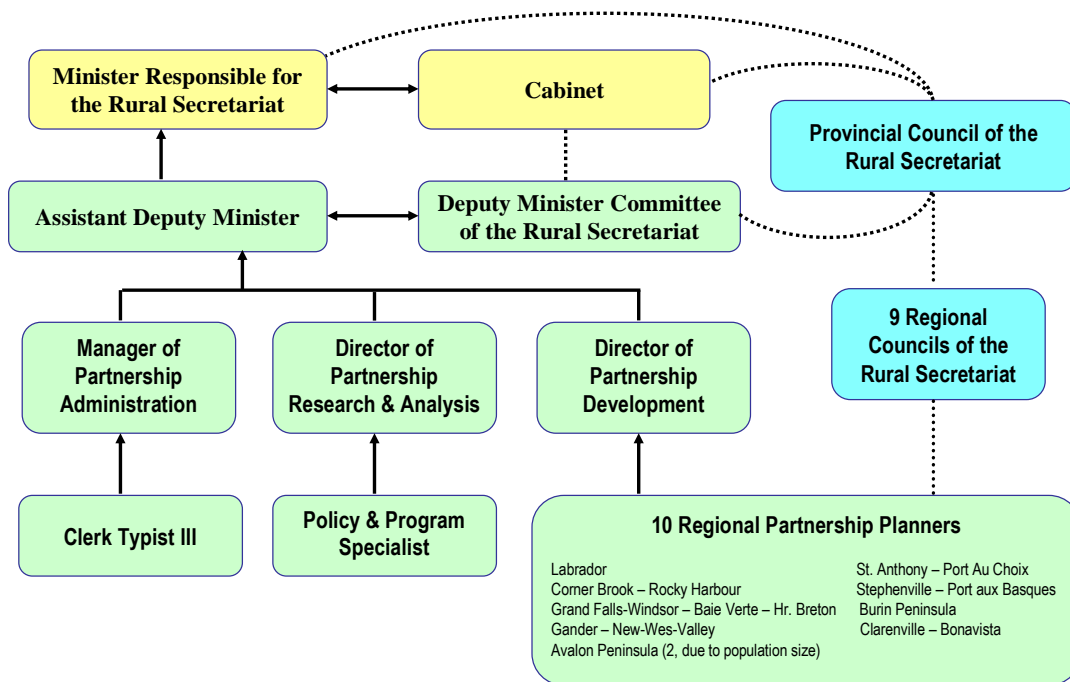 Minister Responsible for
the Rural Secretariat
Cabinet
Provincial Council of the
Rural Secretariat
Assistant Deputy Minister
Deputy Minister Committee
of the Rural Secretariat
9 Regional
Councils of the
Rural Secretariat
Manager of
Partnership
Administration
Director of
Partnership
Research & Analysis
Director of
Partnership
Development
Clerk Typist III
Policy & Program
Specialist
10 Regional Partnership Planners
Labrador
Corner Brook – Rocky Harbour
Grand Falls-Windsor – Baie Verte – Hr. Breton
Gander – New-Wes-Valley
Avalon Peninsula (2, due to population size)
St. Anthony – Port Au Choix
Stephenville – Port aux Basques
Burin Peninsula
Clarenville – Bonavista